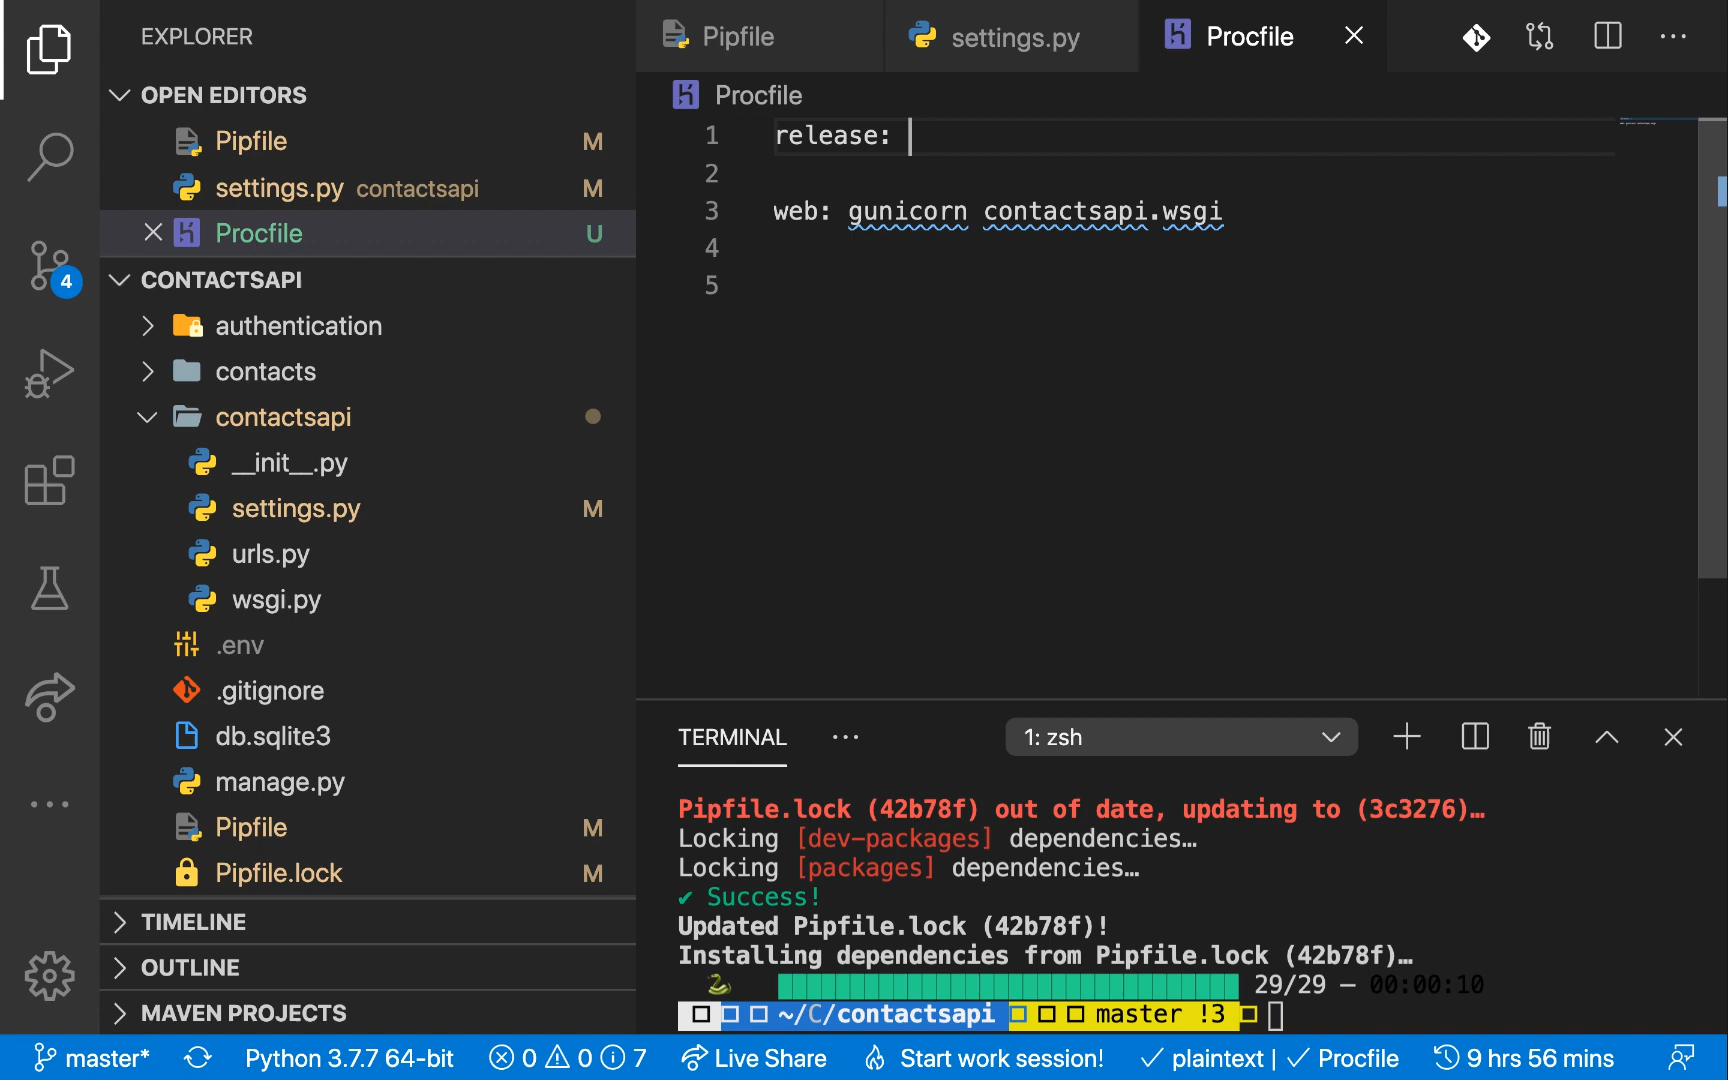 EXPLORER
OPEN EDITORS
Pipfile M
settings.py contactsapi M
Procfile U
CONTACTSAPI
authentication
contacts
contactsapi
__init__.py
settings.py M
urls.py
wsgi.py
.env
.gitignore
db.sqlite3
manage.py
Pipfile M
Pipfile.lock M
TIMELINE
OUTLINE
MAVEN PROJECTS
4
Pipfile
settings.py
Procfile
Procfile
1 release:
2
3 web: gunicorn contactsapi.wsgi
4
5
TERMINAL
1: zsh
Pipfile.lock (42b78f) out of date, updating to (3c3276)…
Locking [dev-packages] dependencies…
Locking [packages] dependencies…
✔ Success!
Updated Pipfile.lock (42b78f)!
Installing dependencies from Pipfile.lock (42b78f)…
29/29 — 00:00:10
~/C/contactsapi master !3
master* Python 3.7.7 64-bit 0 0 7 Live Share Start work session! ✓ plaintext | ✓ Procfile 9 hrs 56 mins